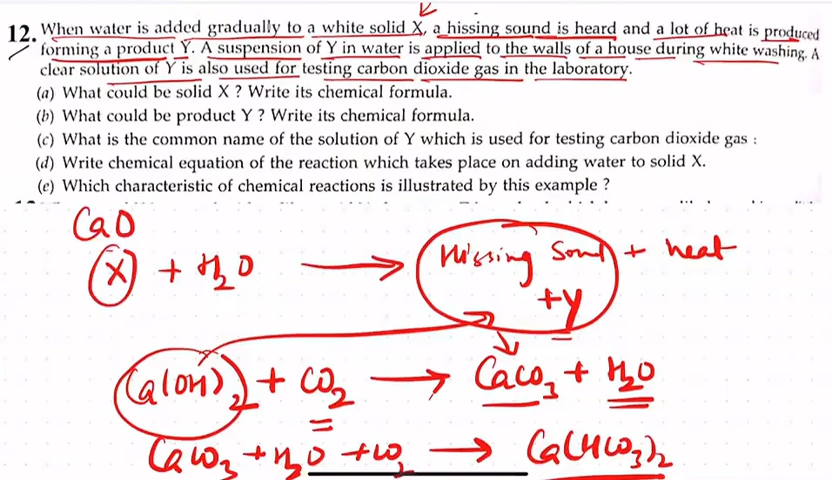 12. When water is added gradually to a white solid X, a hissing sound is heard and a lot of heat is produced
forming a product Y. A suspension of Y in water is applied to the walls of a house during white washing. A
clear solution of Y is also used for testing carbon dioxide gas in the laboratory.
(a) What could be solid X ? Write its chemical formula.
(b) What could be product Y ? Write its chemical formula.
(c) What is the common name of the solution of Y which is used for testing carbon dioxide gas :
(d) Write chemical equation of the reaction which takes place on adding water to solid X.
(e) Which characteristic of chemical reactions is illustrated by this example ?
CaO
X + H2O → Hissing Sound + heat
+Y
Ca(OH)2 + CO2 → CaCO3 + H2O
CaCO3 + H2O + CO2 → Ca(HCO3)2